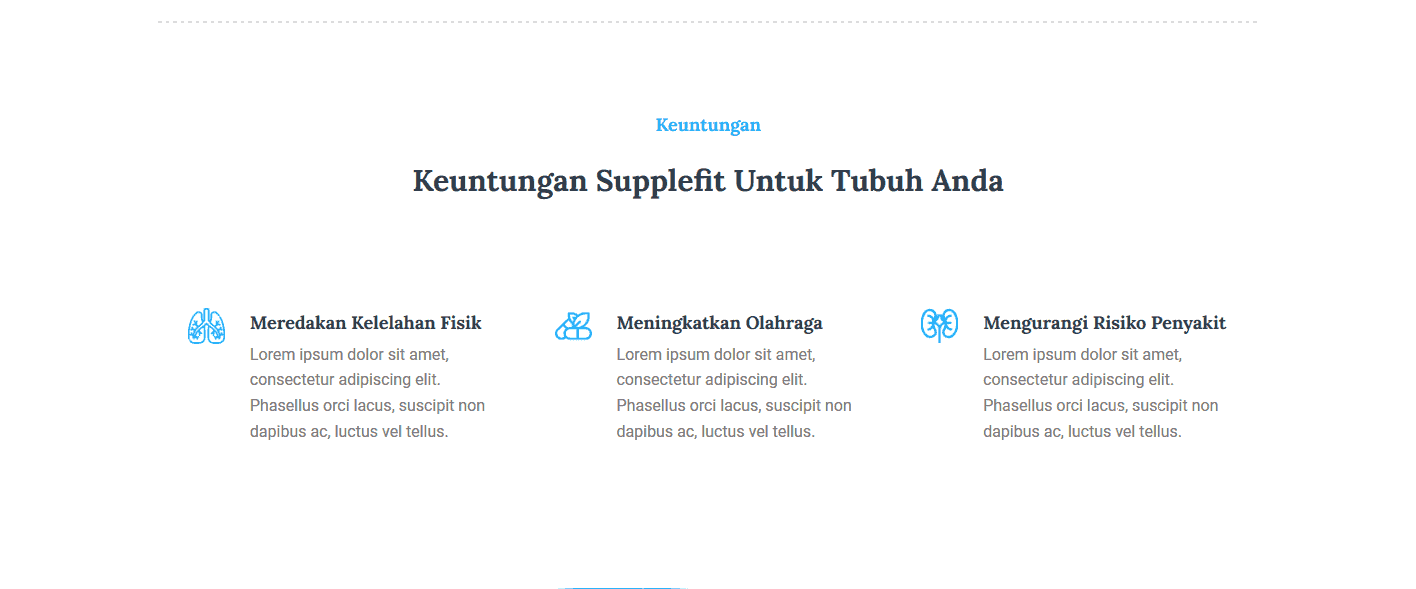 Keuntungan
Keuntungan Supplefit Untuk Tubuh Anda
Meredakan Kelelahan Fisik
Lorem ipsum dolor sit amet,
consectetur adipiscing elit.
Phasellus orci lacus, suscipit non
dapibus ac, luctus vel tellus.
Meningkatkan Olahraga
Lorem ipsum dolor sit amet,
consectetur adipiscing elit.
Phasellus orci lacus, suscipit non
dapibus ac, luctus vel tellus.
Mengurangi Risiko Penyakit
Lorem ipsum dolor sit amet,
consectetur adipiscing elit.
Phasellus orci lacus, suscipit non
dapibus ac, luctus vel tellus.